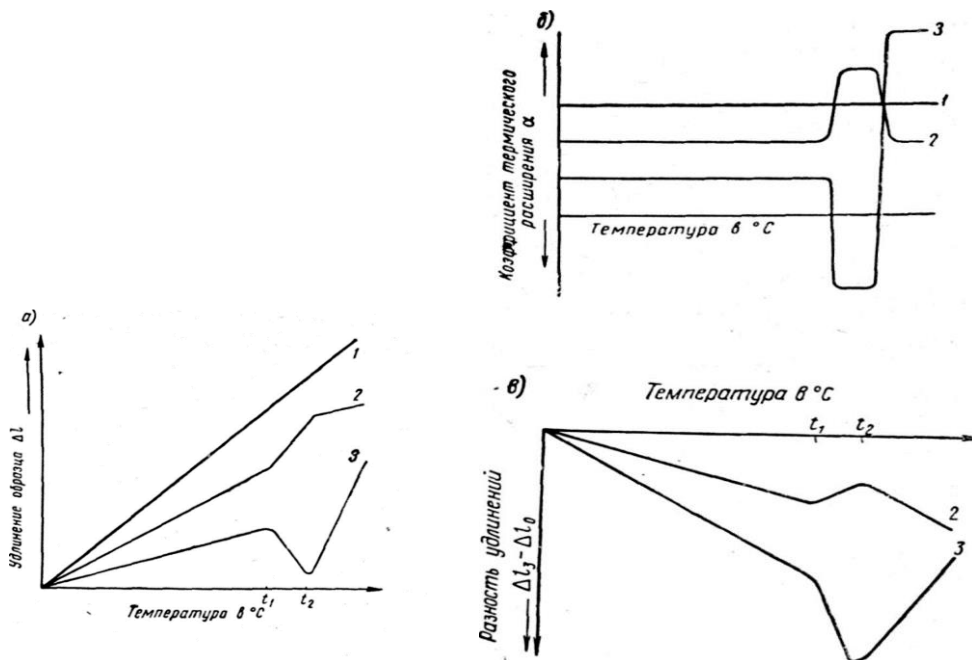 а)
Удлинение образца Δl
1
2
3
t₁ t₂
Температура в °C
б)
Коэффициент термического
расширения α
3
1
2
Температура в °C
в)
Температура в °C
t₁ t₂
Разность удлинений
Δlэ-Δl₀
2
3